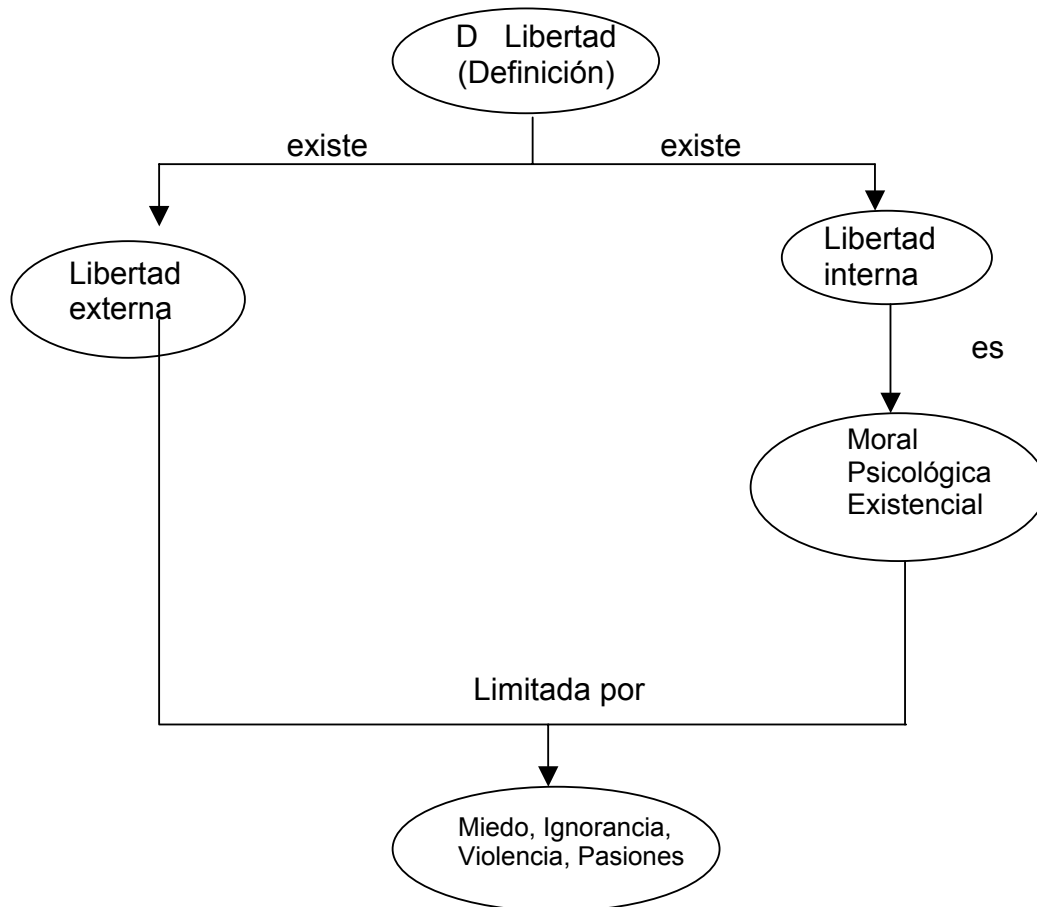 D Libertad
(Definición)
existe
existe
Libertad
externa
Libertad
interna
es
Moral
Psicológica
Existencial
Limitada por
Miedo, Ignorancia,
Violencia, Pasiones